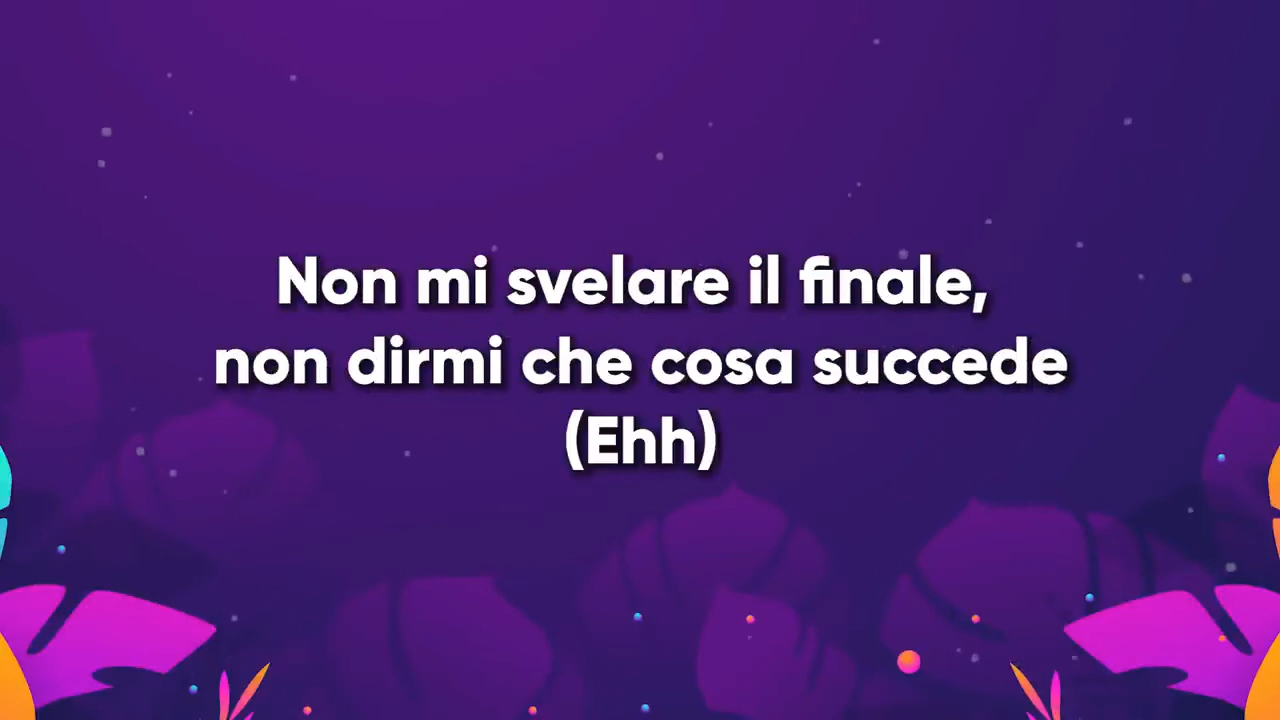 Non mi svelare il finale,
non dirmi che cosa succede
(Ehh)